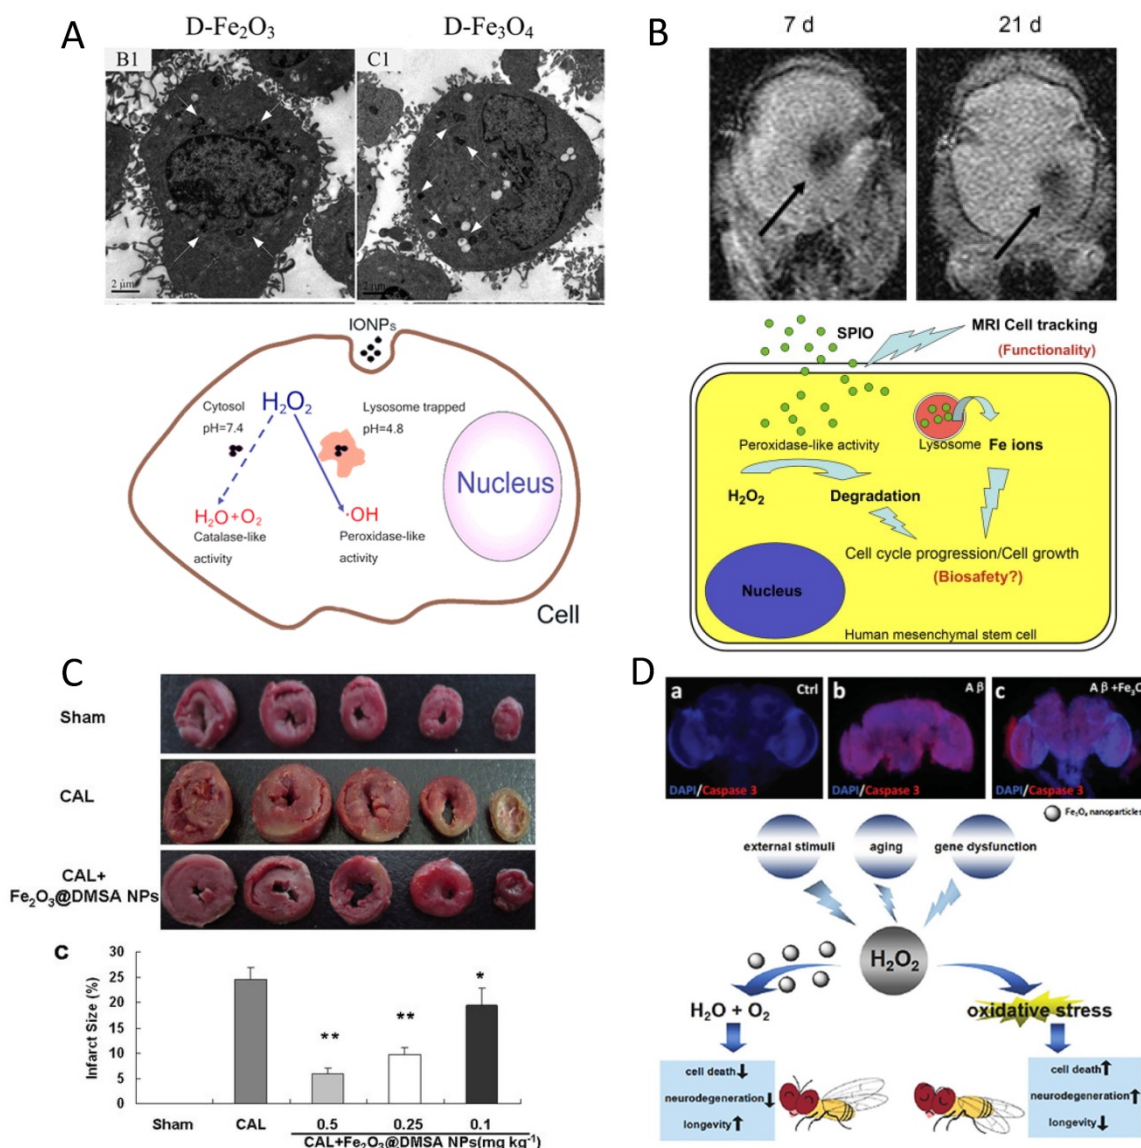 A
D-Fe₂O₃
D-Fe₃O₄
B1
C1
2 μm
2 μm
IONPs
Cytosol
pH=7.4
H₂O₂
Lysosome trapped
pH=4.8
Nucleus
H₂O+O₂
Catalase-like
activity
·OH
Peroxidase-like
activity
Cell
B
7 d
21 d
SPIO
MRI Cell tracking
(Functionality)
Peroxidase-like activity
Lysosome
Fe ions
H₂O₂
Degradation
Cell cycle progression/Cell growth
(Biosafety?)
Nucleus
Human mesenchymal stem cell
C
Sham
CAL
CAL+
Fe₂O₃@DMSA NPs
c
Infarct Size (%)
30
25
20
15
10
5
0
**
**
*
Sham
CAL
0.5
0.25
0.1
CAL+Fe₂O₃@DMSA NPs(mg kg⁻¹)
D
a
Ctrl
DAPI/Caspase 3
b
A β
DAPI/Caspase 3
c
A β +Fe₃O
DAPI/Caspase 3
Fe₃O₄ nanoparticles
external stimuli
aging
gene dysfunction
H₂O₂
H₂O + O₂
oxidative stress
cell death↓
neurodegeneration↓
longevity↑
cell death↑
neurodegeneration↑
longevity↓